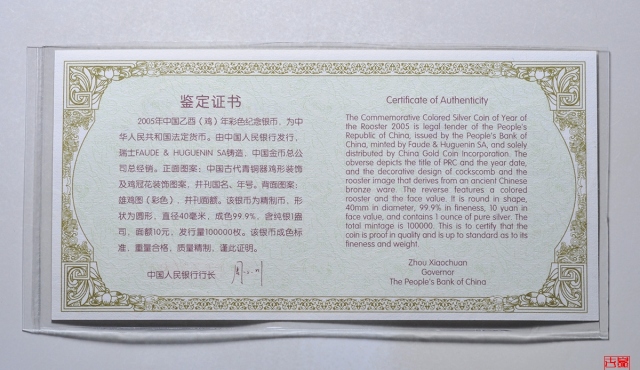 鉴定证书
2005年中国乙酉（鸡）年彩色纪念银币，为中
华人民共和国法定货币。由中国人民银行发行，
瑞士FAUDE & HUGUENIN SA铸造，中国金币总公
司总经销。正面图案：中国古代青铜器鸡形装饰
及鸡冠花装饰图案，并刊国名、年号。背面图案：
雄鸡图（彩色），并刊面额。该银币为精制币，形
状为圆形，直径40毫米，成色99.9%，含纯银1盎
司，面额10元，发行量100000枚。该银币成色标
准，重量合格，质量精制，谨此证明。
中国人民银行行长
Certificate of Authenticity
The Commemorative Colored Silver Coin of Year of
the Rooster 2005 is legal tender of the People's
Republic of China, issued by the People's Bank of
China, minted by Faude & Huguenin SA, and solely
distributed by China Gold Coin Incorporation. The
obverse depicts the title of PRC and the year date,
and the decorative design of cockscomb and the
rooster image that derives from an ancient Chinese
bronze ware. The reverse features a colored
rooster and the face value. It is round in shape,
40mm in diameter, 99.9% in fineness, 10 yuan in
face value, and contains 1 ounce of pure silver. The
total mintage is 100000. This is to certify that the
coin is proof in quality and is up to standard as to its
fineness and weight.
Zhou Xiaochuan
Governor
The People's Bank of China